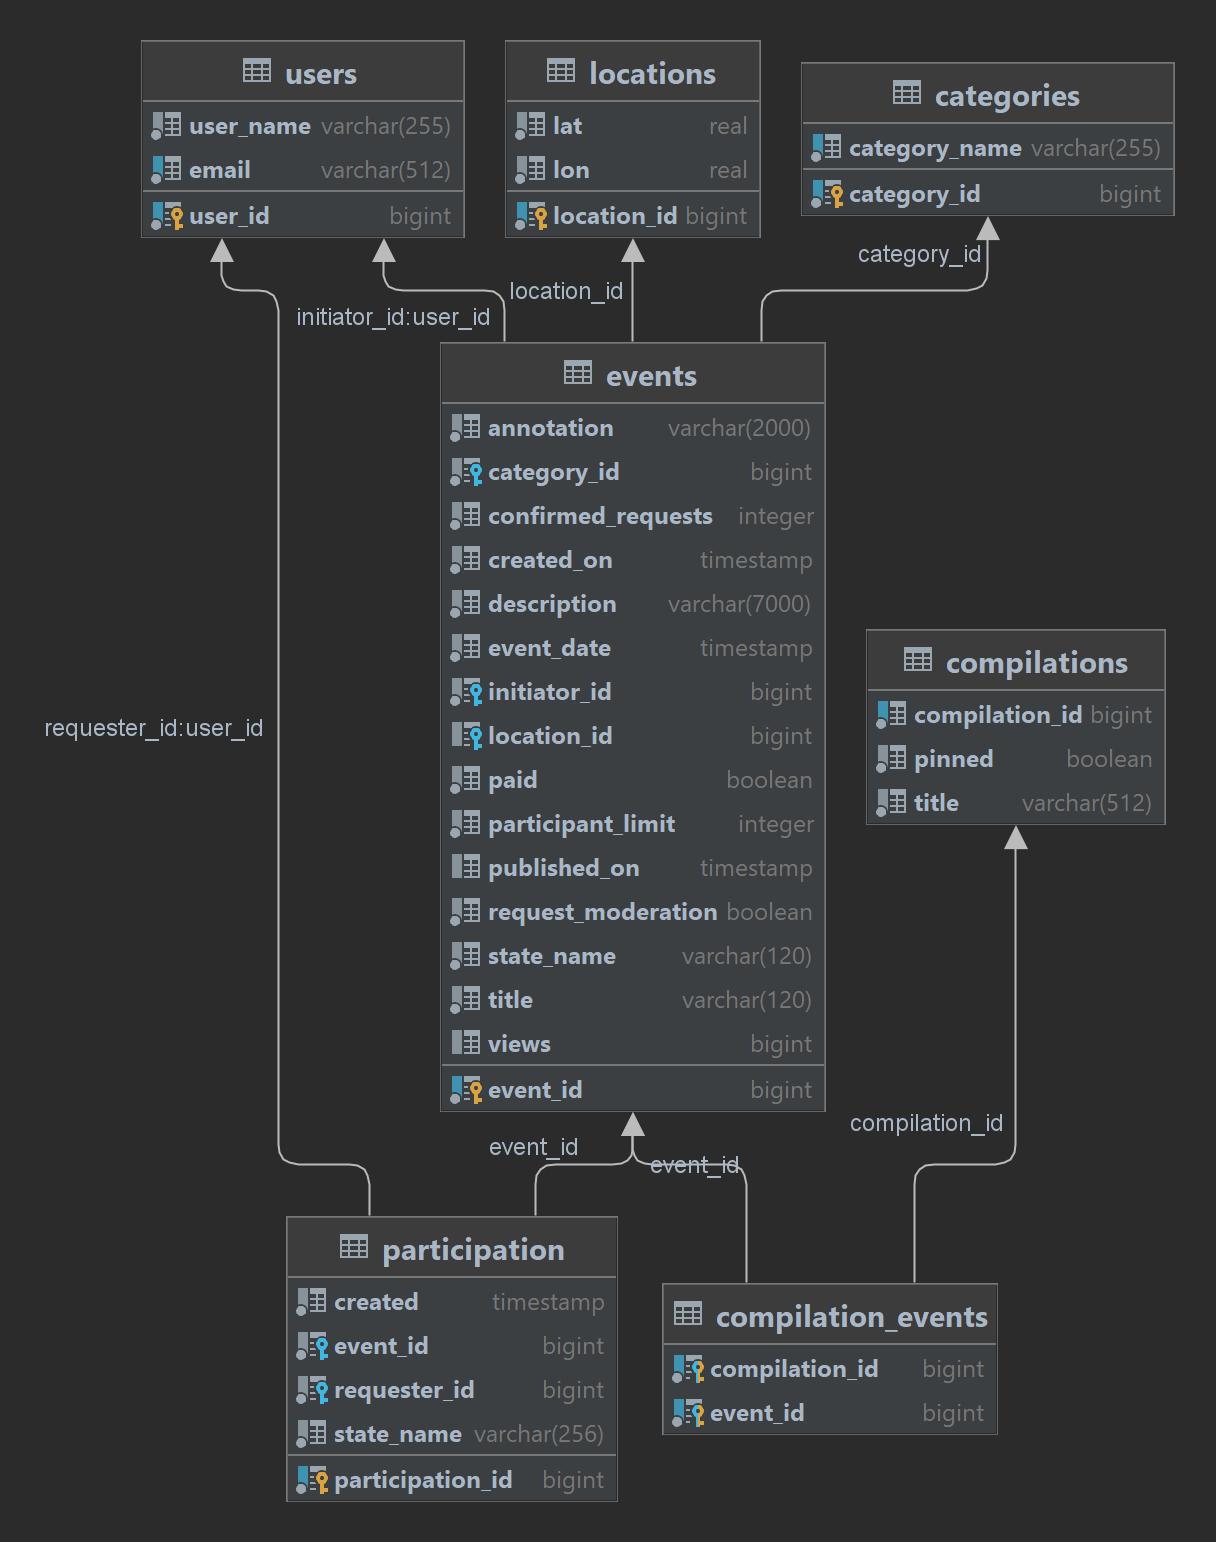 users
user_name varchar(255)
email varchar(512)
user_id bigint
locations
lat real
lon real
location_id bigint
categories
category_name varchar(255)
category_id bigint
category_id
location_id
initiator_id:user_id
events
annotation varchar(2000)
category_id bigint
confirmed_requests integer
created_on timestamp
description varchar(7000)
event_date timestamp
initiator_id bigint
location_id bigint
paid boolean
participant_limit integer
published_on timestamp
request_moderation boolean
state_name varchar(120)
title varchar(120)
views bigint
event_id bigint
compilations
compilation_id bigint
pinned boolean
title varchar(512)
requester_id:user_id
compilation_id
event_id
event_id
participation
created timestamp
event_id bigint
requester_id bigint
state_name varchar(256)
participation_id bigint
compilation_events
compilation_id bigint
event_id bigint